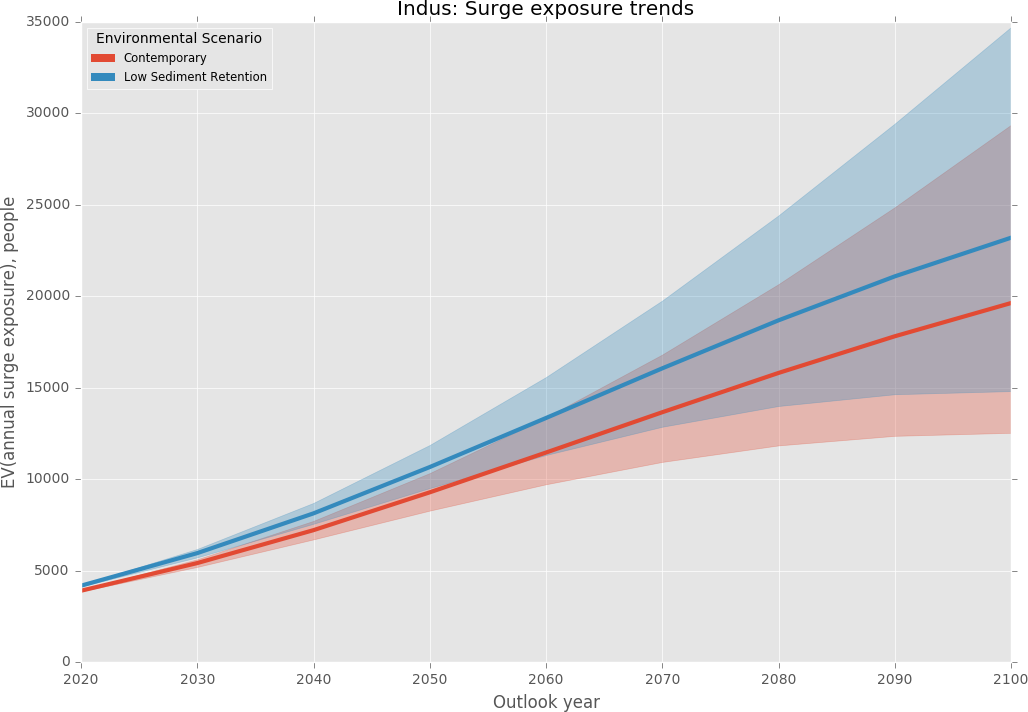 Indus: Surge exposure trends
Environmental Scenario
Contemporary
Low Sediment Retention
EV(annual surge exposure), people
35000
30000
25000
20000
15000
10000
5000
0
2020 2030 2040 2050 2060 2070 2080 2090 2100
Outlook year